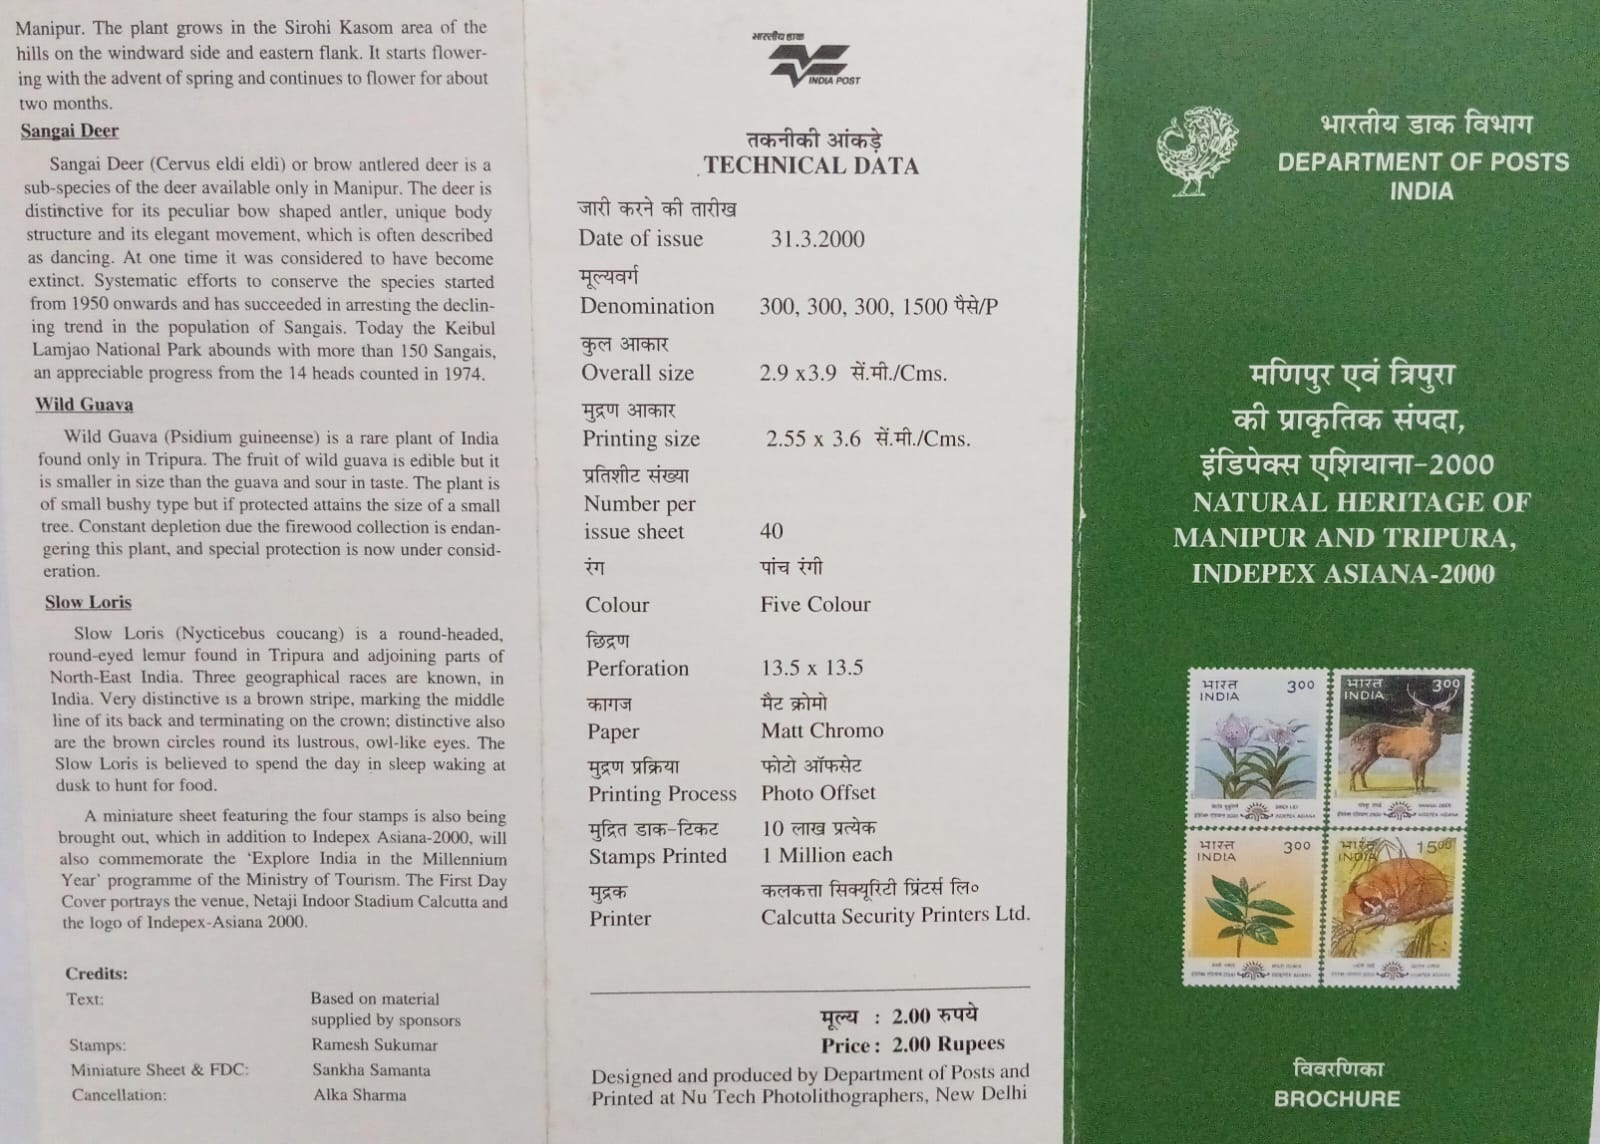 Manipur. The plant grows in the Sirohi Kasom area of the
hills on the windward side and eastern flank. It starts flower-
ing with the advent of spring and continues to flower for about
two months.
Sangai Deer
Sangai Deer (Cervus eldi eldi) or brow antlered deer is a
sub-species of the deer available only in Manipur. The deer is
distinctive for its peculiar bow shaped antler, unique body
structure and its elegant movement, which is often described
as dancing. At one time it was considered to have become
extinct. Systematic efforts to conserve the species started
from 1950 onwards and has succeeded in arresting the declin-
ing trend in the population of Sangais. Today the Keibul
Lamjao National Park abounds with more than 150 Sangais,
an appreciable progress from the 14 heads counted in 1974.
Wild Guava
Wild Guava (Psidium guineense) is a rare plant of India
found only in Tripura. The fruit of wild guava is edible but it
is smaller in size than the guava and sour in taste. The plant is
of small bushy type but if protected attains the size of a small
tree. Constant depletion due the firewood collection is endan-
gering this plant, and special protection is now under consid-
eration.
Slow Loris
Slow Loris (Nycticebus coucang) is a round-headed,
round-eyed lemur found in Tripura and adjoining parts of
North-East India. Three geographical races are known, in
India. Very distinctive is a brown stripe, marking the middle
line of its back and terminating on the crown; distinctive also
are the brown circles round its lustrous, owl-like eyes. The
Slow Loris is believed to spend the day in sleep waking at
dusk to hunt for food.
A miniature sheet featuring the four stamps is also being
brought out, which in addition to Indepex Asiana-2000, will
also commemorate the ‘Explore India in the Millennium
Year’ programme of the Ministry of Tourism. The First Day
Cover portrays the venue, Netaji Indoor Stadium Calcutta and
the logo of Indepex-Asiana 2000.
Credits:
Text: Based on material
supplied by sponsors
Stamps: Ramesh Sukumar
Miniature Sheet & FDC: Sankha Samanta
Cancellation: Alka Sharma
भारतीय डाक
INDIA POST
तकनीकी आंकड़े
TECHNICAL DATA
जारी करने की तारीख
Date of issue 31.3.2000
मूल्यवर्ग
Denomination 300, 300, 300, 1500 पैसे/P
कुल आकार
Overall size 2.9 x3.9 सें.मी./Cms.
मुद्रण आकार
Printing size 2.55 x 3.6 सें.मी./Cms.
प्रतिशीट संख्या
Number per
issue sheet 40
रंग पांच रंगी
Colour Five Colour
छिद्रण
Perforation 13.5 x 13.5
कागज मैट क्रोमो
Paper Matt Chromo
मुद्रण प्रक्रिया फोटो ऑफसेट
Printing Process Photo Offset
मुद्रित डाक-टिकट 10 लाख प्रत्येक
Stamps Printed 1 Million each
मुद्रक कलकत्ता सिक्यूरिटी प्रिंटर्स लि०
Printer Calcutta Security Printers Ltd.
मूल्य : 2.00 रुपये
Price : 2.00 Rupees
Designed and produced by Department of Posts and
Printed at Nu Tech Photolithographers, New Delhi
भारतीय डाक विभाग
DEPARTMENT OF POSTS
INDIA
मणिपुर एवं त्रिपुरा
की प्राकृतिक संपदा,
इंडिपेक्स एशियाना-2000
NATURAL HERITAGE OF
MANIPUR AND TRIPURA,
INDEPEX ASIANA-2000
भारत 300
INDIA
भारत 300
INDIA
INDEPEX ASIANA
INDEPEX ASIANA
भारत 300
INDIA
भारत 1500
INDIA
INDEPEX ASIANA
विवरणिका
BROCHURE